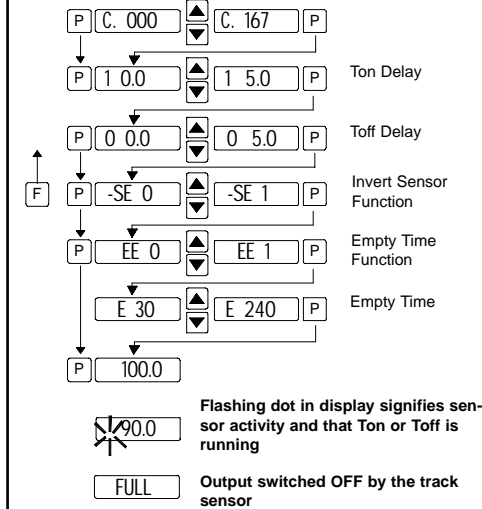 P C. 000 C. 167 P
P 1 0.0 1 5.0 P Ton Delay
P 0 0.0 0 5.0 P Toff Delay
F P -SE 0 -SE 1 P Invert Sensor
Function
P EE 0 EE 1 P Empty Time
Function
E 30 E 240 P Empty Time
P 100.0
90.0 Flashing dot in display signifies sen-
sor activity and that Ton or Toff is
running
FULL Output switched OFF by the track
sensor